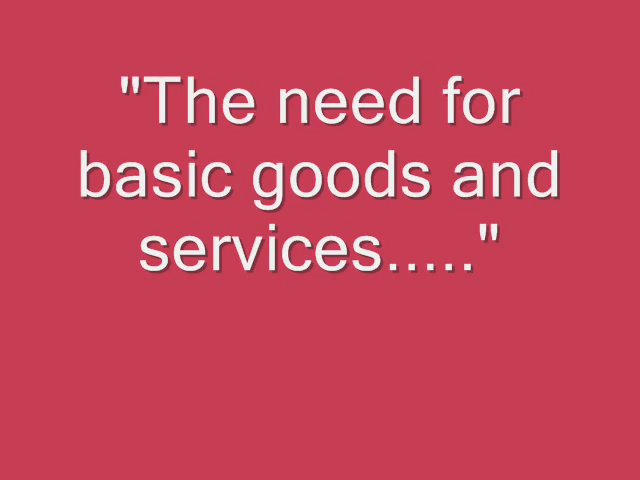 "The need for
basic goods and
services....."